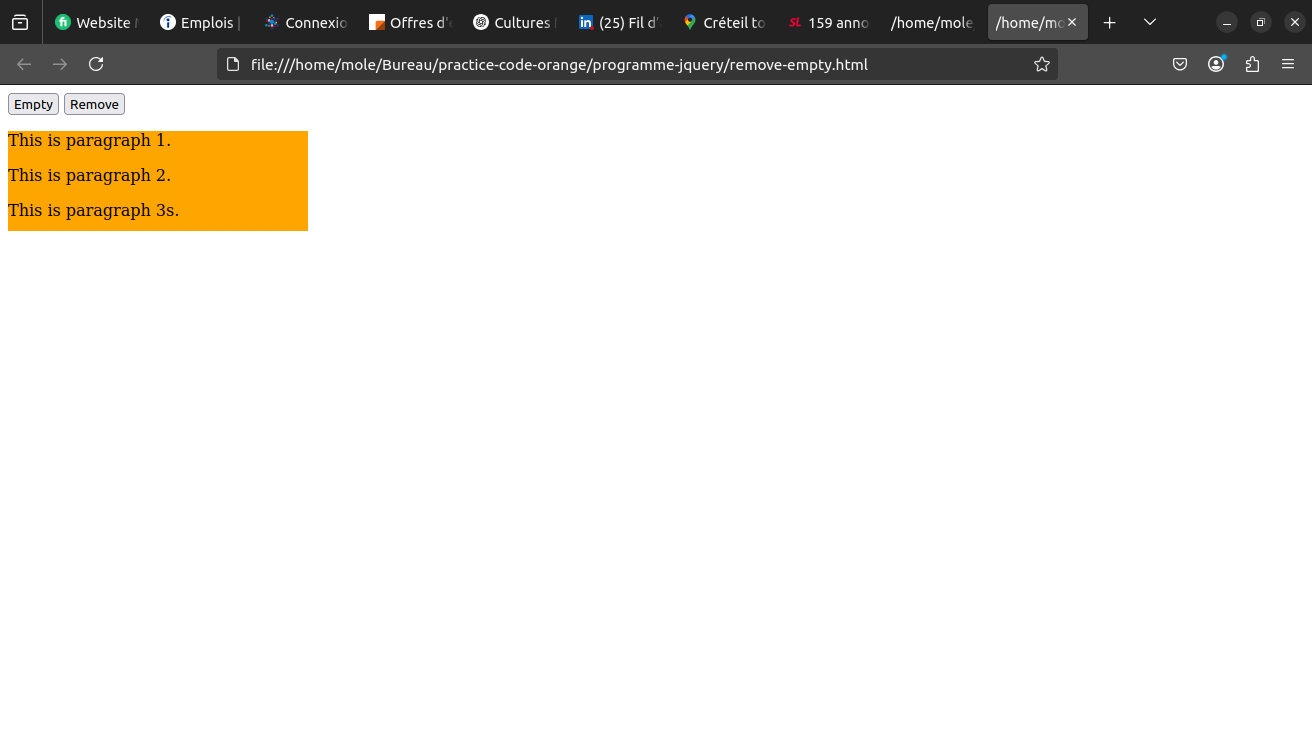 Website
Emplois |
Connexio
Offres d'e
Cultures
(25) Fil d'
Créteil to
SL 159 anno
/home/mole
/home/mo
file:///home/mole/Bureau/practice-code-orange/programme-jquery/remove-empty.html
Empty Remove
This is paragraph 1.
This is paragraph 2.
This is paragraph 3s.